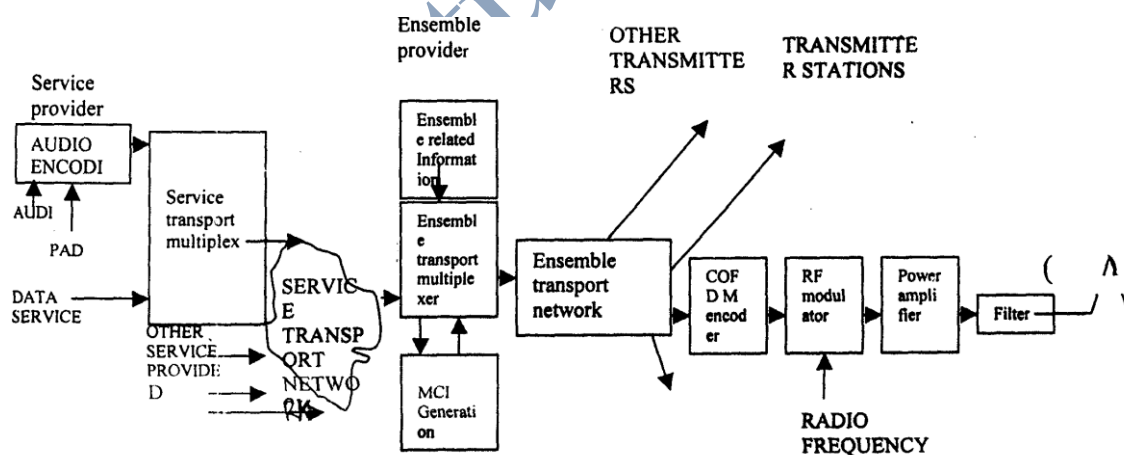 Ensemble
provider
OTHER
TRANSMITTE
RS
TRANSMITTE
R STATIONS
Service
provider
AUDIO
ENCODI
AUDI
PAD
DATA
SERVICE
Service
transport
multiplex
OTHER
SERVICE
PROVIDE
D
SERVIC
E
TRANSP
ORT
NETWO
RK
Ensembl
e related
Informat
ion
Ensembl
e
transport
multiple
xer
MCI
Generati
on
Ensemble
transport
network
COF
D M
encod
er
RF
modul
ator
Power
ampli
fier
Filter
RADIO
FREQUENCY